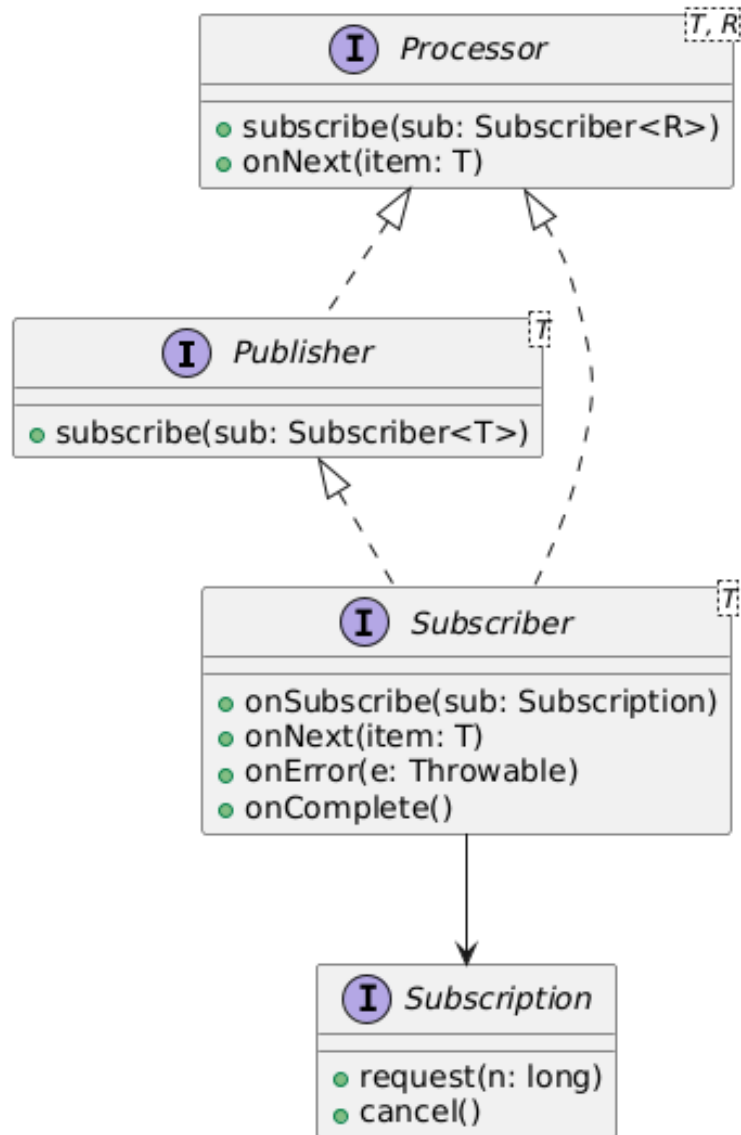 T, R
I Processor
subscribe(sub: Subscriber<R>)
onNext(item: T)
T
I Publisher
subscribe(sub: Subscriber<T>)
T
I Subscriber
onSubscribe(sub: Subscription)
onNext(item: T)
onError(e: Throwable)
onComplete()
I Subscription
request(n: long)
cancel()